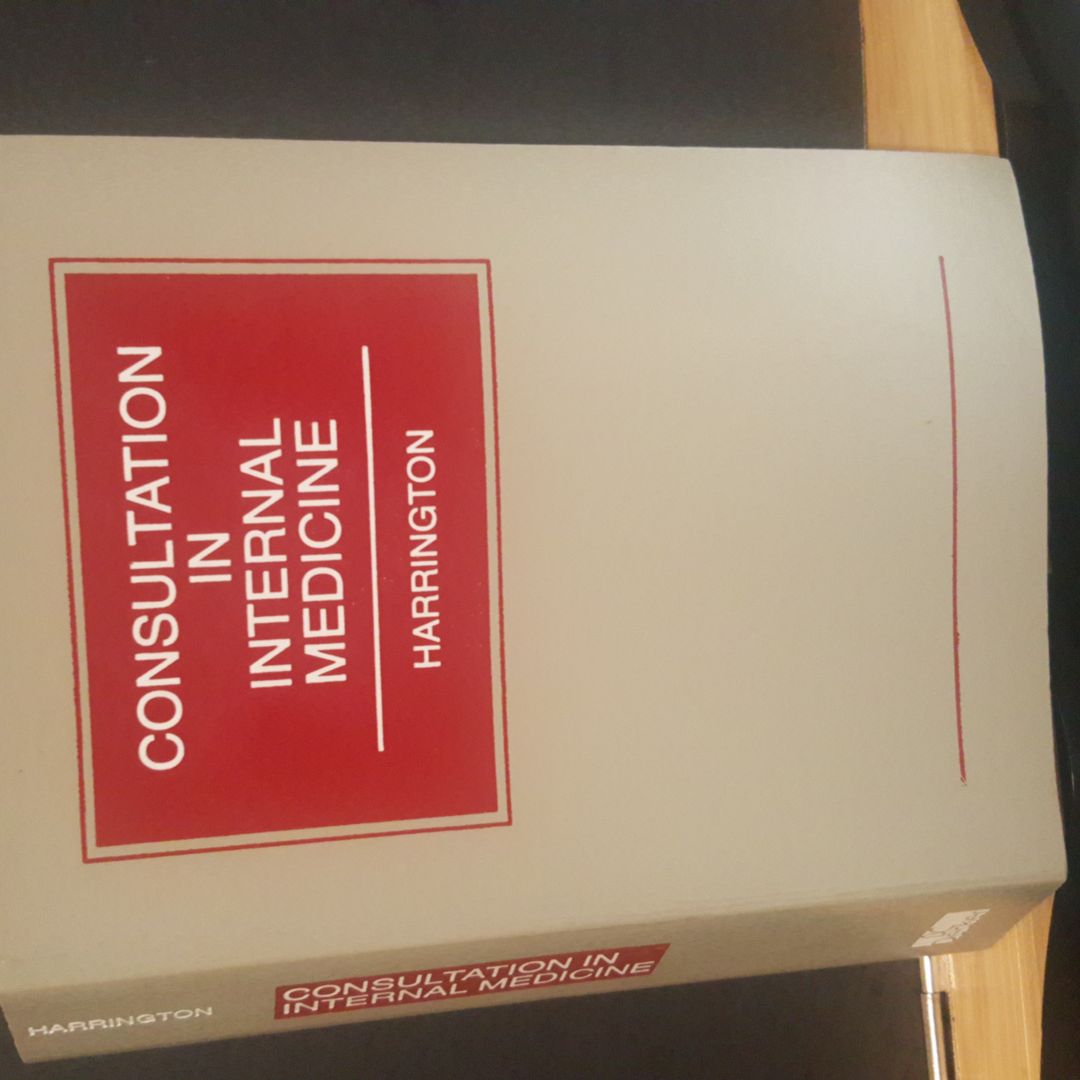 CONSULTATION
IN
INTERNAL
MEDICINE
HARRINGTON
HARRINGTON
CONSULTATION IN
INTERNAL MEDICINE